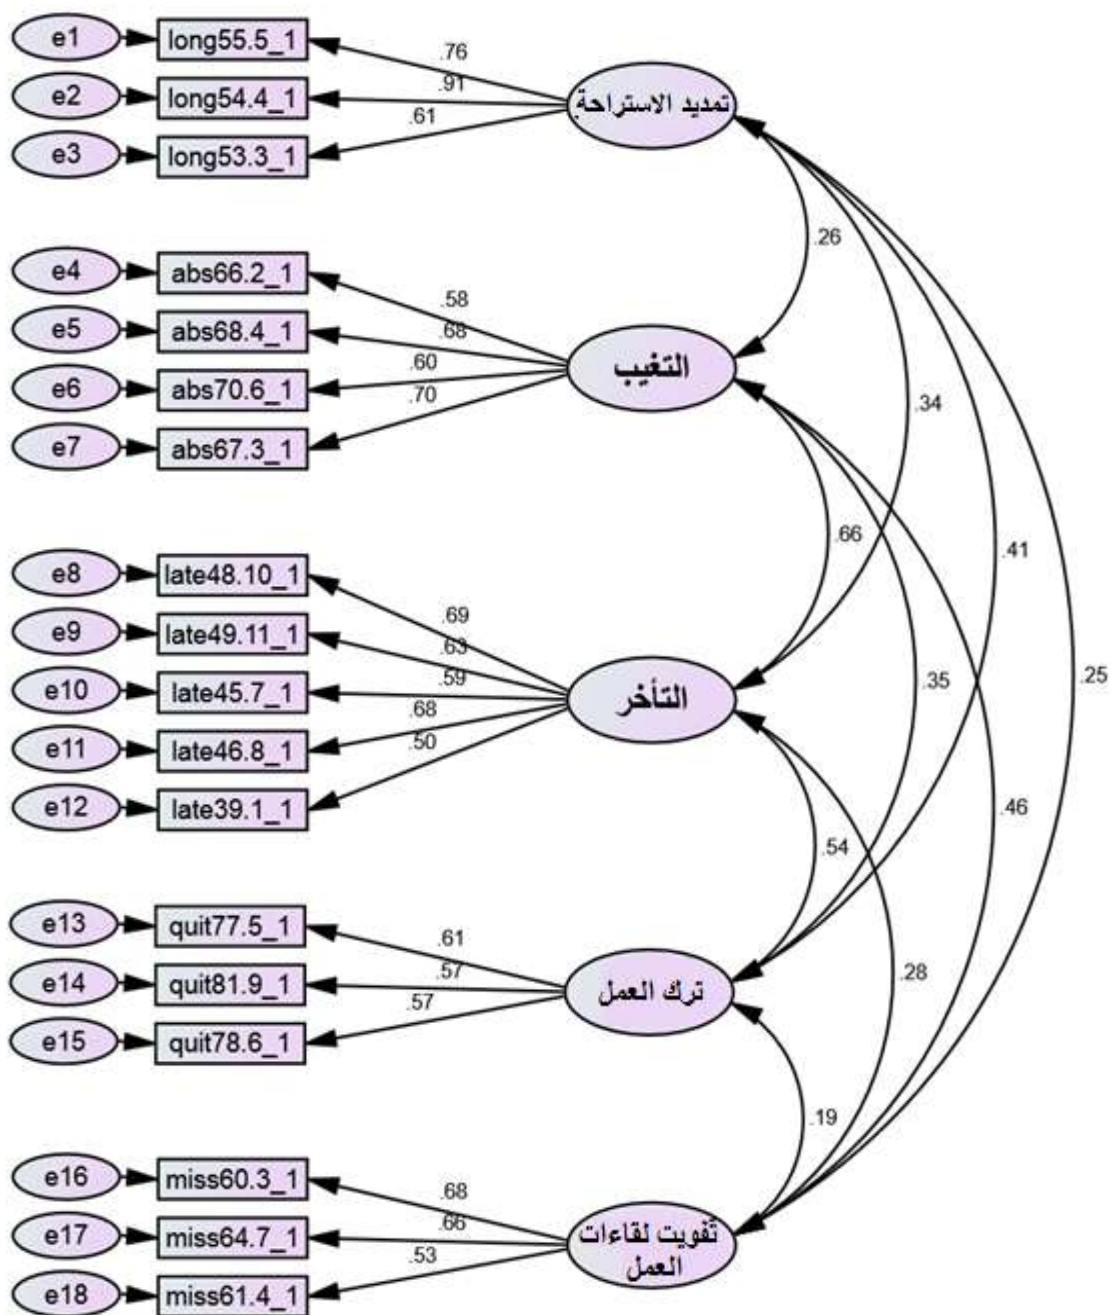 e1
long55.5_1
.76
e2
long54.4_1
.91
تمديد الاستراحة
e3
long53.3_1
.61
.26
e4
abs66.2_1
.58
e5
abs68.4_1
.68
e6
abs70.6_1
.60
التغيب
e7
abs67.3_1
.70
.34
.66
.41
e8
late48.10_1
.69
e9
late49.11_1
.63
e10
late45.7_1
.59
التأخر
.35
.25
e11
late46.8_1
.68
e12
late39.1_1
.50
.46
.54
e13
quit77.5_1
.61
e14
quit81.9_1
.57
ترك العمل
.28
e15
quit78.6_1
.57
.19
e16
miss60.3_1
.68
e17
miss64.7_1
.66
تفويت لقاءات
العمل
e18
miss61.4_1
.53